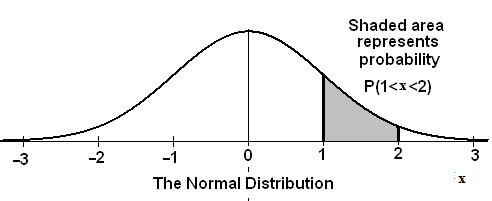 Shaded area
represents
probability
P(1<x<2)
–3 –2 –1 0 1 2 3
x
The Normal Distribution